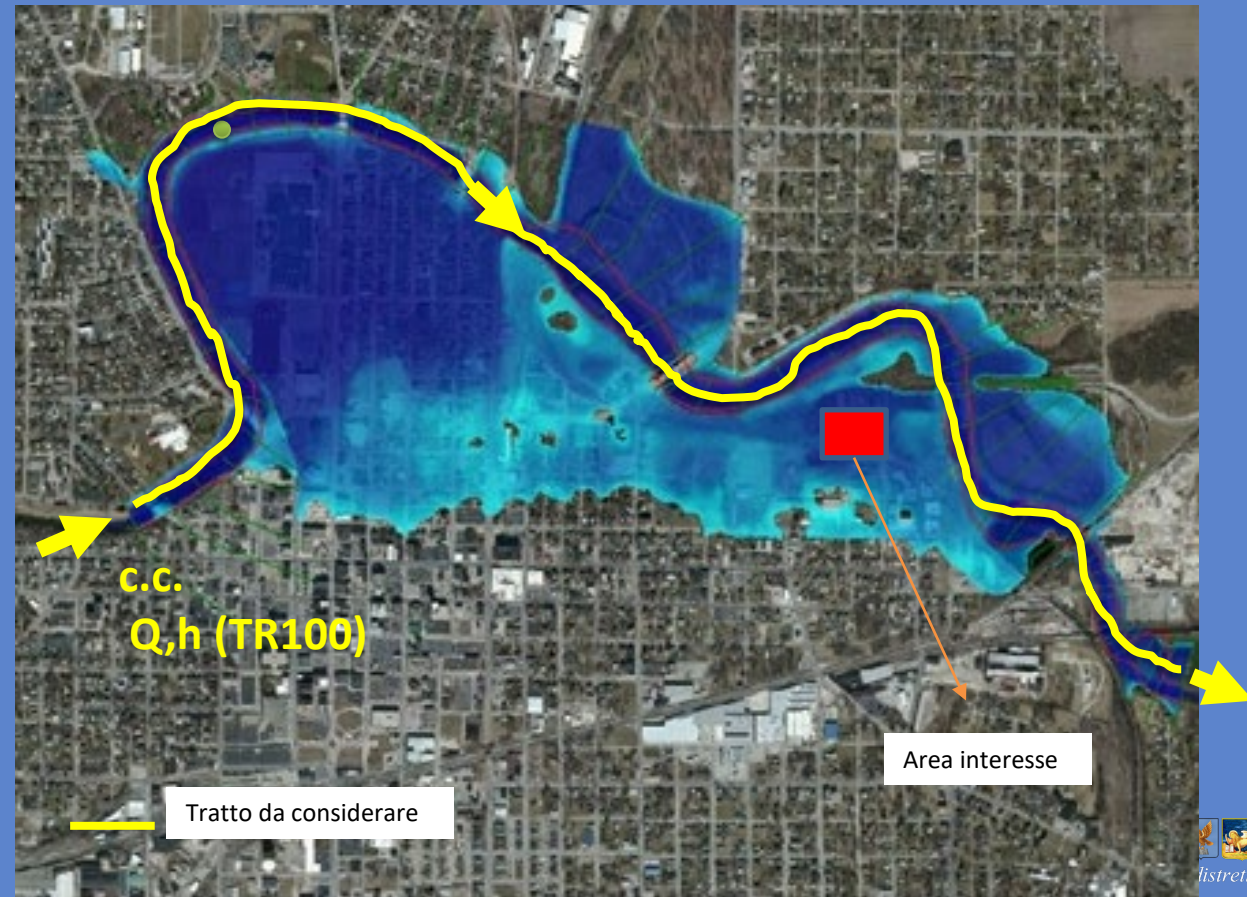 c.c.
Q,h (TR100)
Area interesse
Tratto da considerare